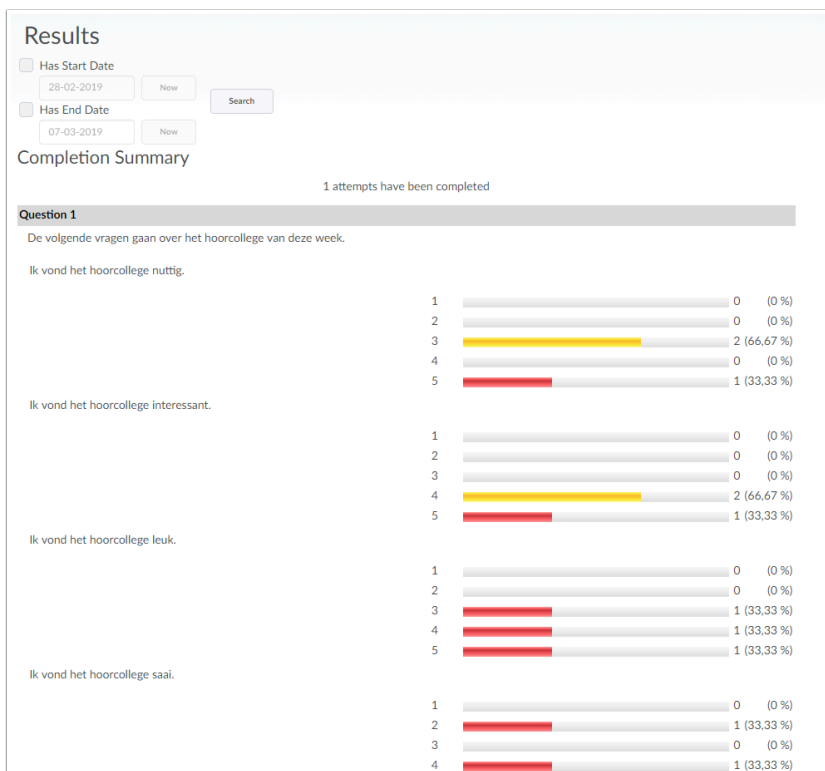 Results
Has Start Date
28-02-2019 Now
Search
Has End Date
07-03-2019 Now
Completion Summary
1 attempts have been completed
Question 1
De volgende vragen gaan over het hoorcollege van deze week.
Ik vond het hoorcollege nuttig.
1 0 (0 %)
2 0 (0 %)
3 2 (66,67 %)
4 0 (0 %)
5 1 (33,33 %)
Ik vond het hoorcollege interessant.
1 0 (0 %)
2 0 (0 %)
3 0 (0 %)
4 2 (66,67 %)
5 1 (33,33 %)
Ik vond het hoorcollege leuk.
1 0 (0 %)
2 0 (0 %)
3 1 (33,33 %)
4 1 (33,33 %)
5 1 (33,33 %)
Ik vond het hoorcollege saai.
1 0 (0 %)
2 1 (33,33 %)
3 0 (0 %)
4 1 (33,33 %)